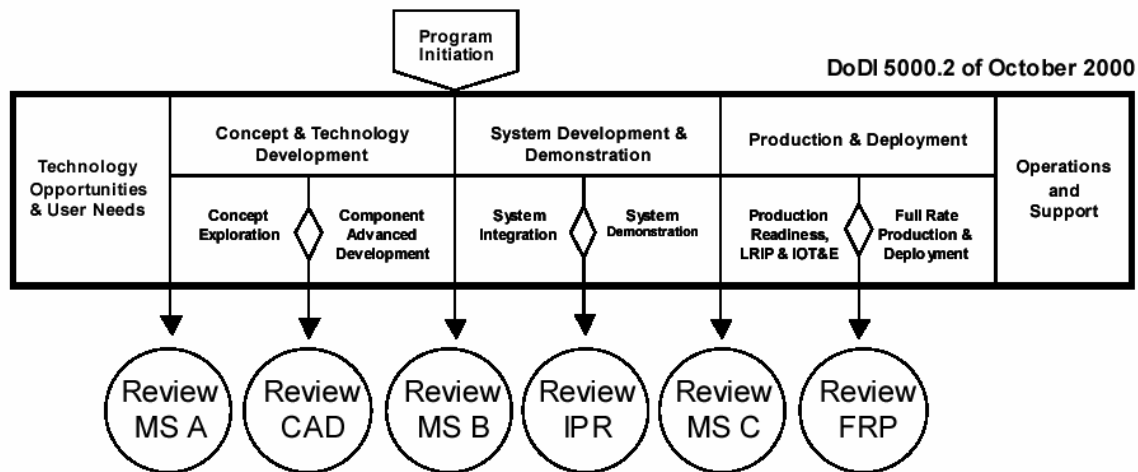 Program
Initiation
DoDI 5000.2 of October 2000
Technology
Opportunities
& User Needs
Concept & Technology
Development
System Development &
Demonstration
Production & Deployment
Operations
and
Support
Concept
Exploration
Component
Advanced
Development
System
Integration
System
Demonstration
Production
Readiness,
LRIP & IOT&E
Full Rate
Production &
Deployment
Review
MS A
Review
CAD
Review
MS B
Review
IPR
Review
MS C
Review
FRP